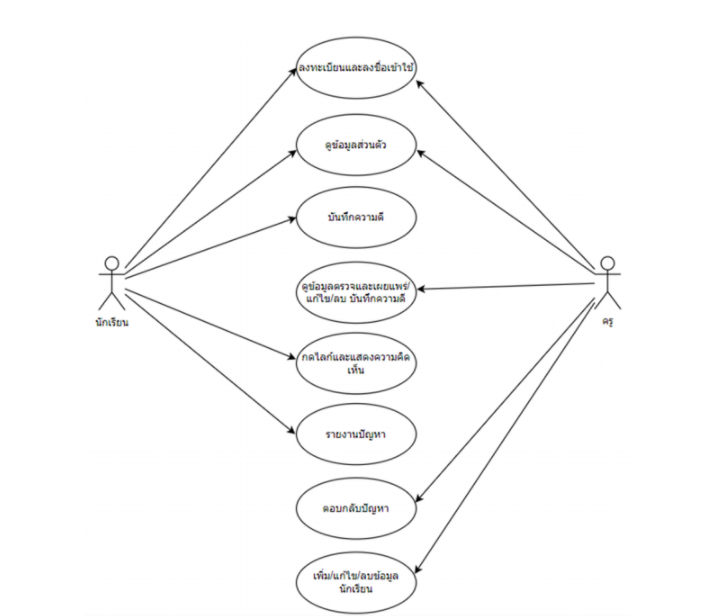 ลงทะเบียนและลงชื่อเข้าใช้
ดูข้อมูลส่วนตัว
บันทึกความดี
ดูข้อมูลตรวจและเผยแพร่/
แก้ไข/ลบ บันทึกความดี
นักเรียน
ครู
กดไลก์และแสดงความคิด
เห็น
รายงานปัญหา
ตอบกลับปัญหา
เพิ่ม/แก้ไข/ลบข้อมูล
นักเรียน